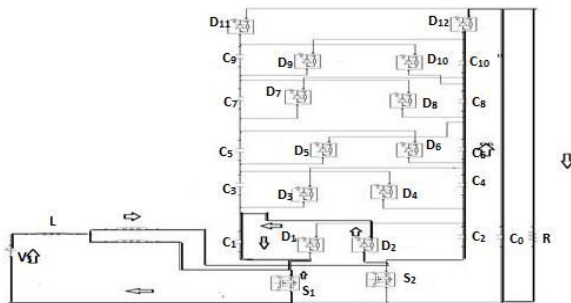 D11 D12
C9 D9 D10 C10
D7
C7 D8 C8
C5 D5 D6 C6
C3 D3 D4 C4
L C1 D1 D2 C2 C0 R
V
S1 S2